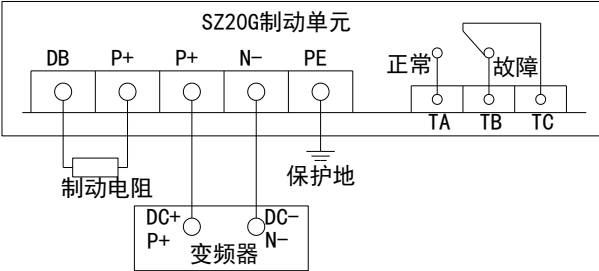 SZ20G制动单元
DB P+ P+ N- PE
正常 故障
TA TB TC
制动电阻
保护地
DC+ DC-
P+ N-
变频器